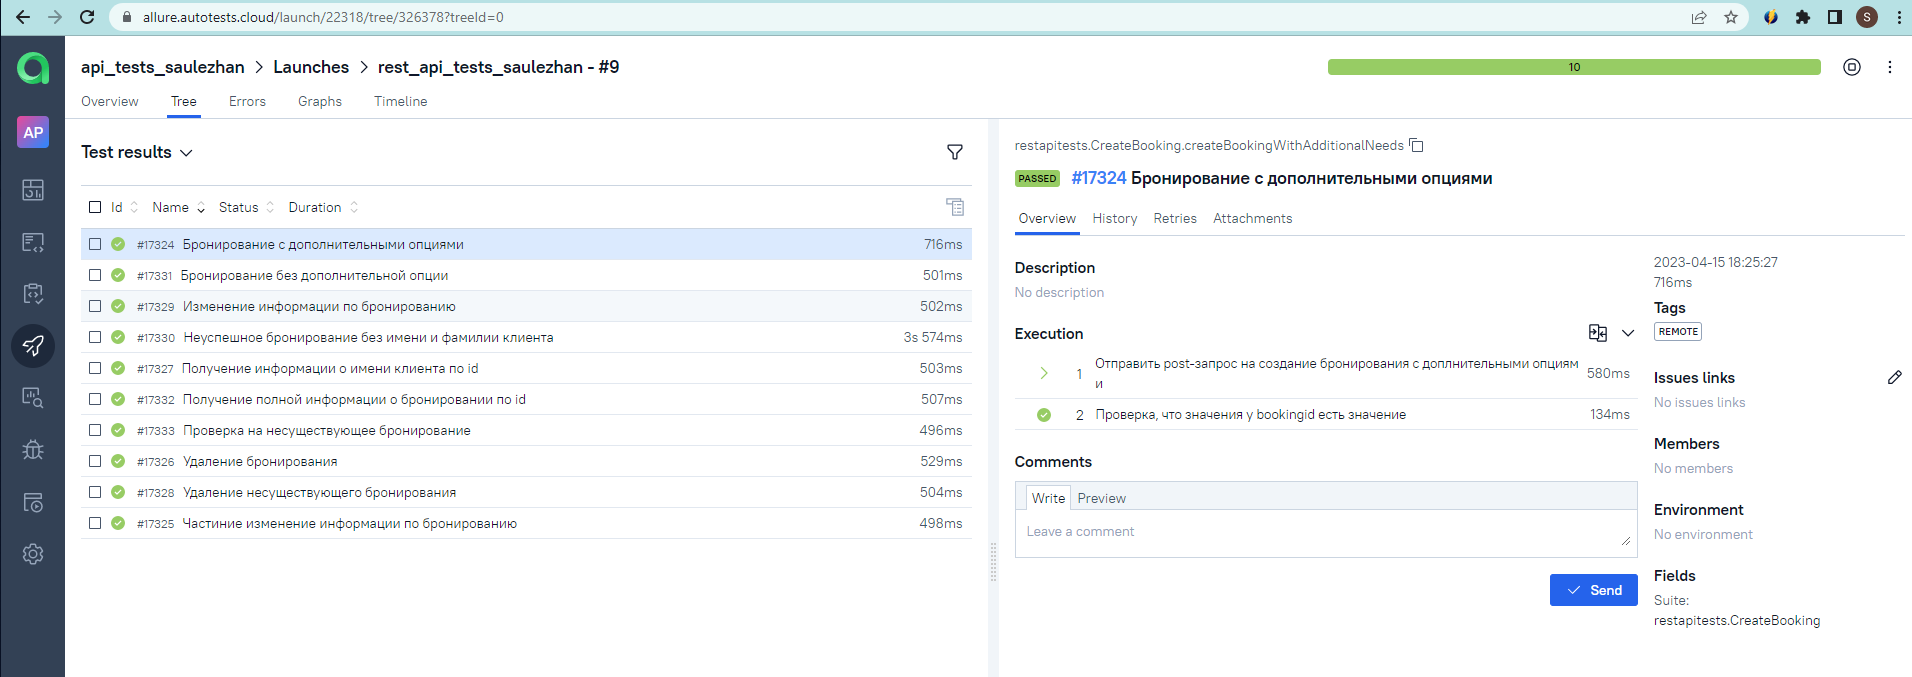 allure.autotests.cloud/launch/22318/tree/326378?treeId=0
S
api_tests_saulezhan > Launches > rest_api_tests_saulezhan - #9
10
Overview Tree Errors Graphs Timeline
AP
Test results
Id Name Status Duration
#17324 Бронирование с дополнительными опциями 716ms
#17331 Бронирование без дополнительной опции 501ms
#17329 Изменение информации по бронированию 502ms
#17330 Неуспешное бронирование без имени и фамилии клиента 3s 574ms
#17327 Получение информации о имени клиента по id 503ms
#17332 Получение полной информации о бронировании по id 507ms
#17333 Проверка на несуществующее бронирование 496ms
#17326 Удаление бронирования 529ms
#17328 Удаление несуществующего бронирования 504ms
#17325 Частиние изменение информации по бронированию 498ms
restapitests.CreateBooking.createBookingWithAdditionalNeeds
PASSED #17324 Бронирование с дополнительными опциями
Overview History Retries Attachments
Description
No description
Execution
1 Отправить post-запрос на создание бронирования с доплнительными опциям
и
580ms
2 Проверка, что значения у bookingid есть значение 134ms
Comments
Write Preview
Leave a comment
Send
2023-04-15 18:25:27
716ms
Tags
REMOTE
Issues links
No issues links
Members
No members
Environment
No environment
Fields
Suite:
restapitests.CreateBooking